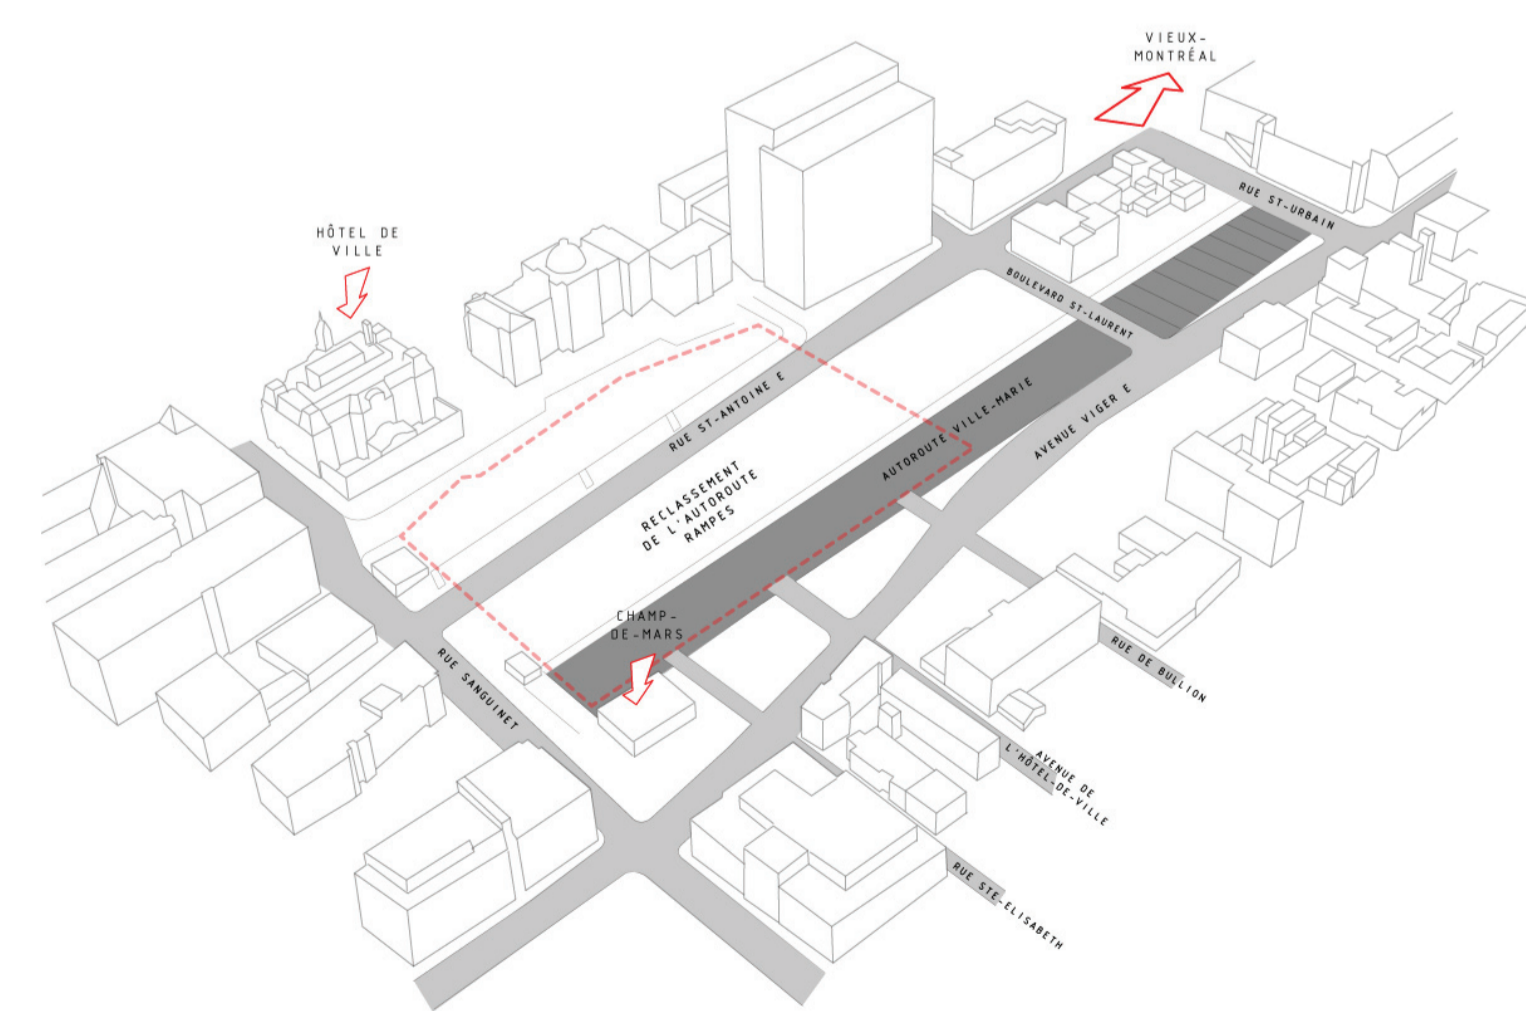 VIEUX-
MONTRÉAL
RUE ST-URBAIN
HÔTEL DE
VILLE
BOULEVARD ST-LAURENT
RUE ST-ANTOINE E
AUTOROUTE VILLE-MARIE
AVENUE VIGER E
RECLASSEMENT
DE L'AUTOROUTE
RAMPES
CHAMP-
DE-MARS
RUE SANGUINET
RUE DE BULLION
AVENUE DE
L'HÔTEL-DE-VILLE
RUE STE-ELISABETH